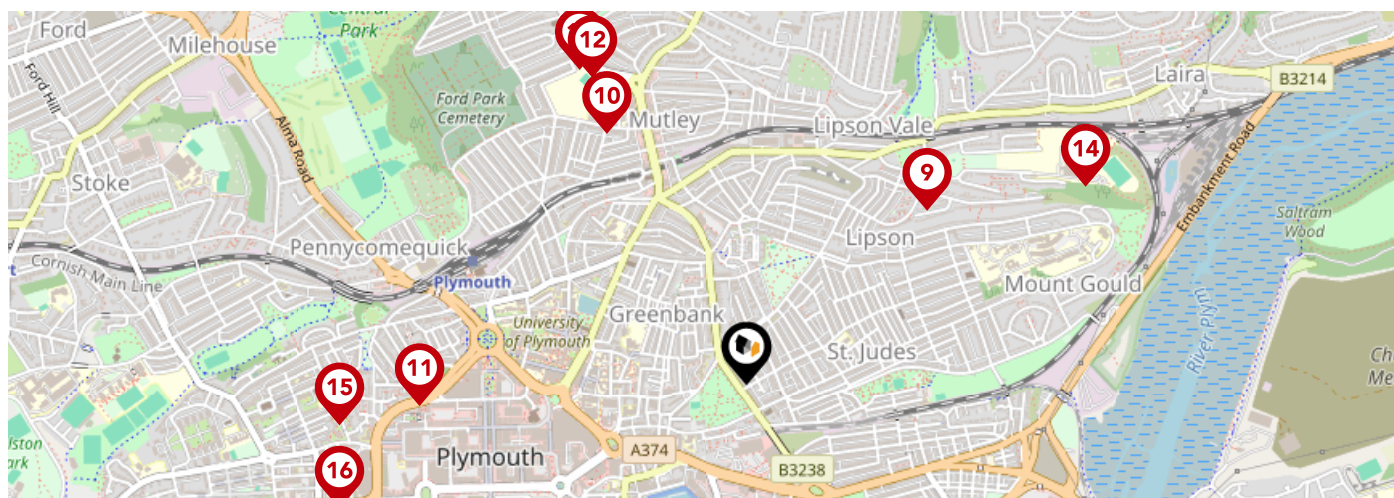 Central
Park
Ford
Milehouse
12
Ford Hill
Laira
B3214
Ford Park
Cemetery
10
Mutley
Lipson Vale
Alma Road
14
Embankment Road
9
Stoke
Saltram
Wood
Lipson
Pennycomequick
Cornish Main Line
Plymouth
Mount Gould
Greenbank
University
of Plymouth
River Plym
St. Judes
11
15
Plymouth
A374
B3238
16